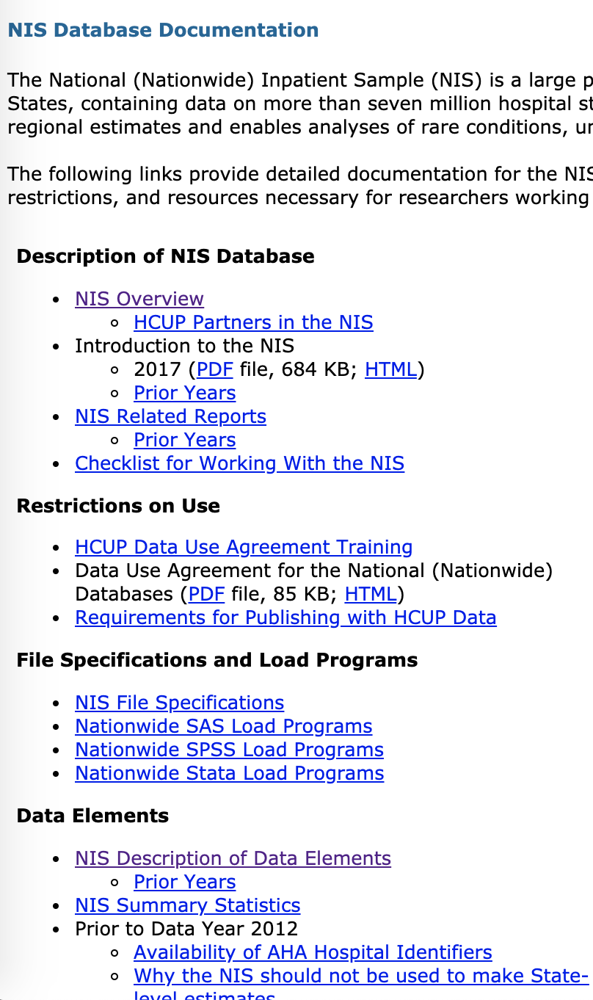 NIS Database Documentation
The National (Nationwide) Inpatient Sample (NIS) is a large
States, containing data on more than seven million hospital
regional estimates and enables analyses of rare conditions,
The following links provide detailed documentation for the NIS
restrictions, and resources necessary for researchers working
Description of NIS Database
NIS Overview
HCUP Partners in the NIS
Introduction to the NIS
2017 (PDF file, 684 KB; HTML)
Prior Years
NIS Related Reports
Prior Years
Checklist for Working With the NIS
Restrictions on Use
HCUP Data Use Agreement Training
Data Use Agreement for the National (Nationwide)
Databases (PDF file, 85 KB; HTML)
Requirements for Publishing with HCUP Data
File Specifications and Load Programs
NIS File Specifications
Nationwide SAS Load Programs
Nationwide SPSS Load Programs
Nationwide Stata Load Programs
Data Elements
NIS Description of Data Elements
Prior Years
NIS Summary Statistics
Prior to Data Year 2012
Availability of AHA Hospital Identifiers
Why the NIS should not be used to make State-
level estimates